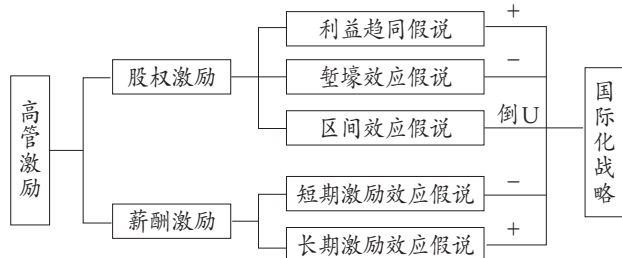 高管激励
股权激励
薪酬激励
利益趋同假说
堑壕效应假说
区间效应假说
短期激励效应假说
长期激励效应假说
+
−
倒U
−
+
国际化战略